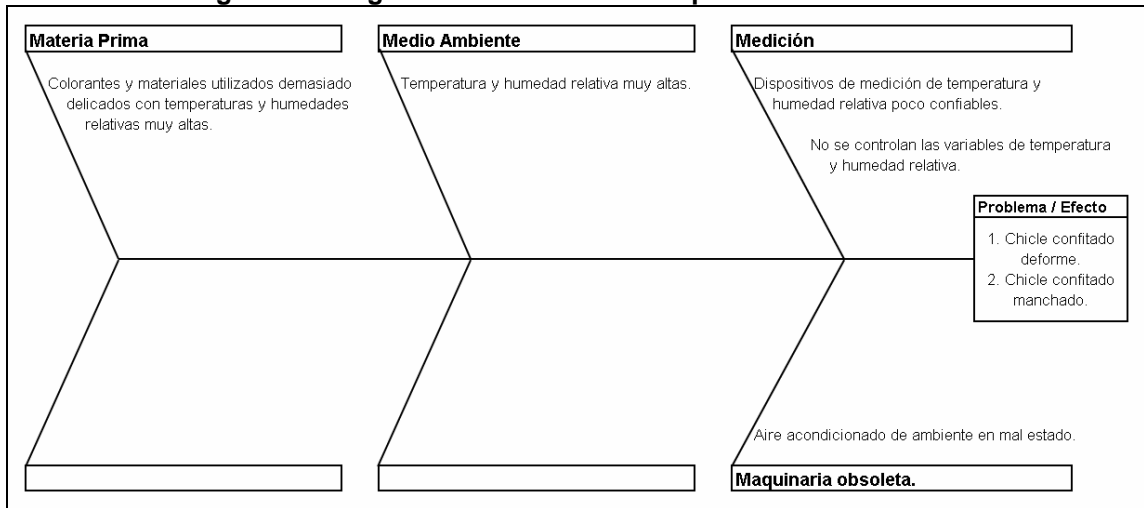 Materia Prima
Medio Ambiente
Medición
Colorantes y materiales utilizados demasiado
delicados con temperaturas y humedades
relativas muy altas.
Temperatura y humedad relativa muy altas.
Dispositivos de medición de temperatura y
humedad relativa poco confiables.
No se controlan las variables de temperatura
y humedad relativa.
Problema / Efecto
1. Chicle confitado
deforme.
2. Chicle confitado
manchado.
Aire acondicionado de ambiente en mal estado.
Maquinaria obsoleta.